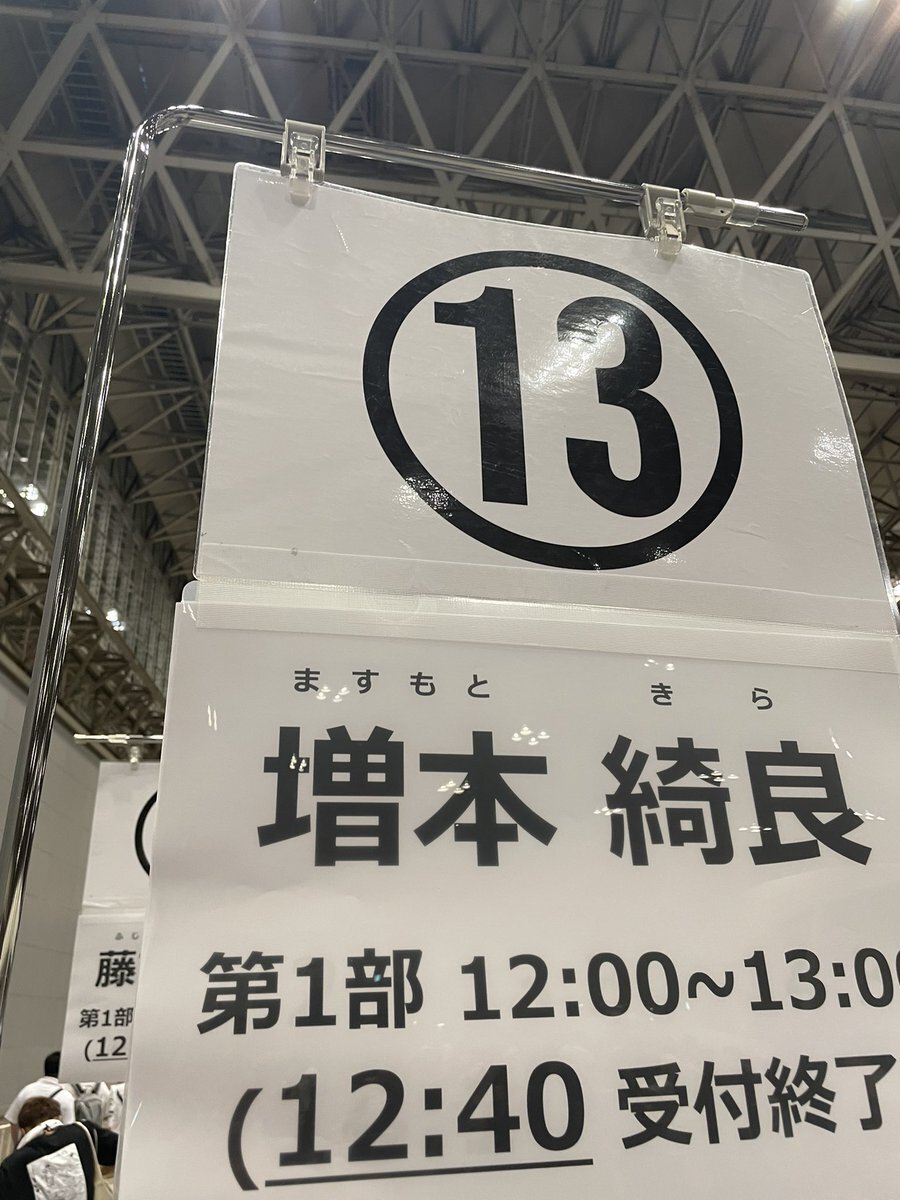 ⑬
ますもと きら
増本 綺良
第1部 12:00~13:00
(12:40 受付終了
藤
第1部
(12